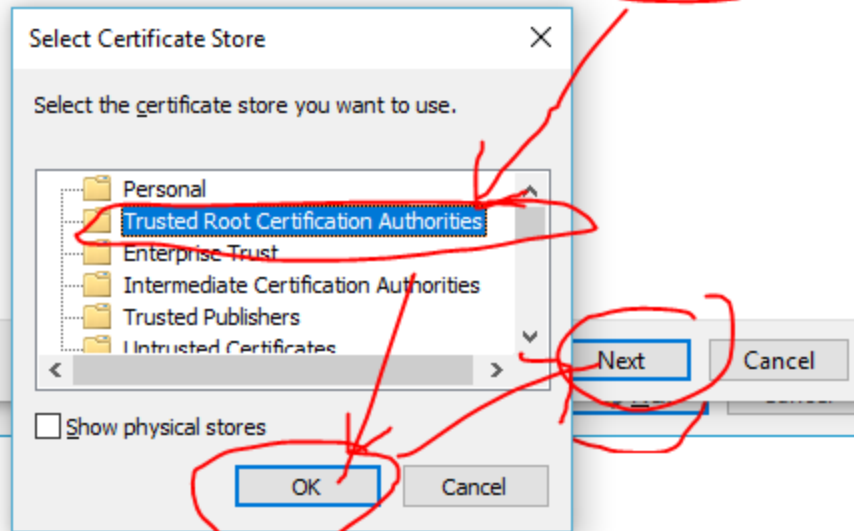 Select Certificate Store
Select the certificate store you want to use.
Personal
Trusted Root Certification Authorities
Enterprise Trust
Intermediate Certification Authorities
Trusted Publishers
Untrusted Certificates
Next
Cancel
Show physical stores
OK
Cancel